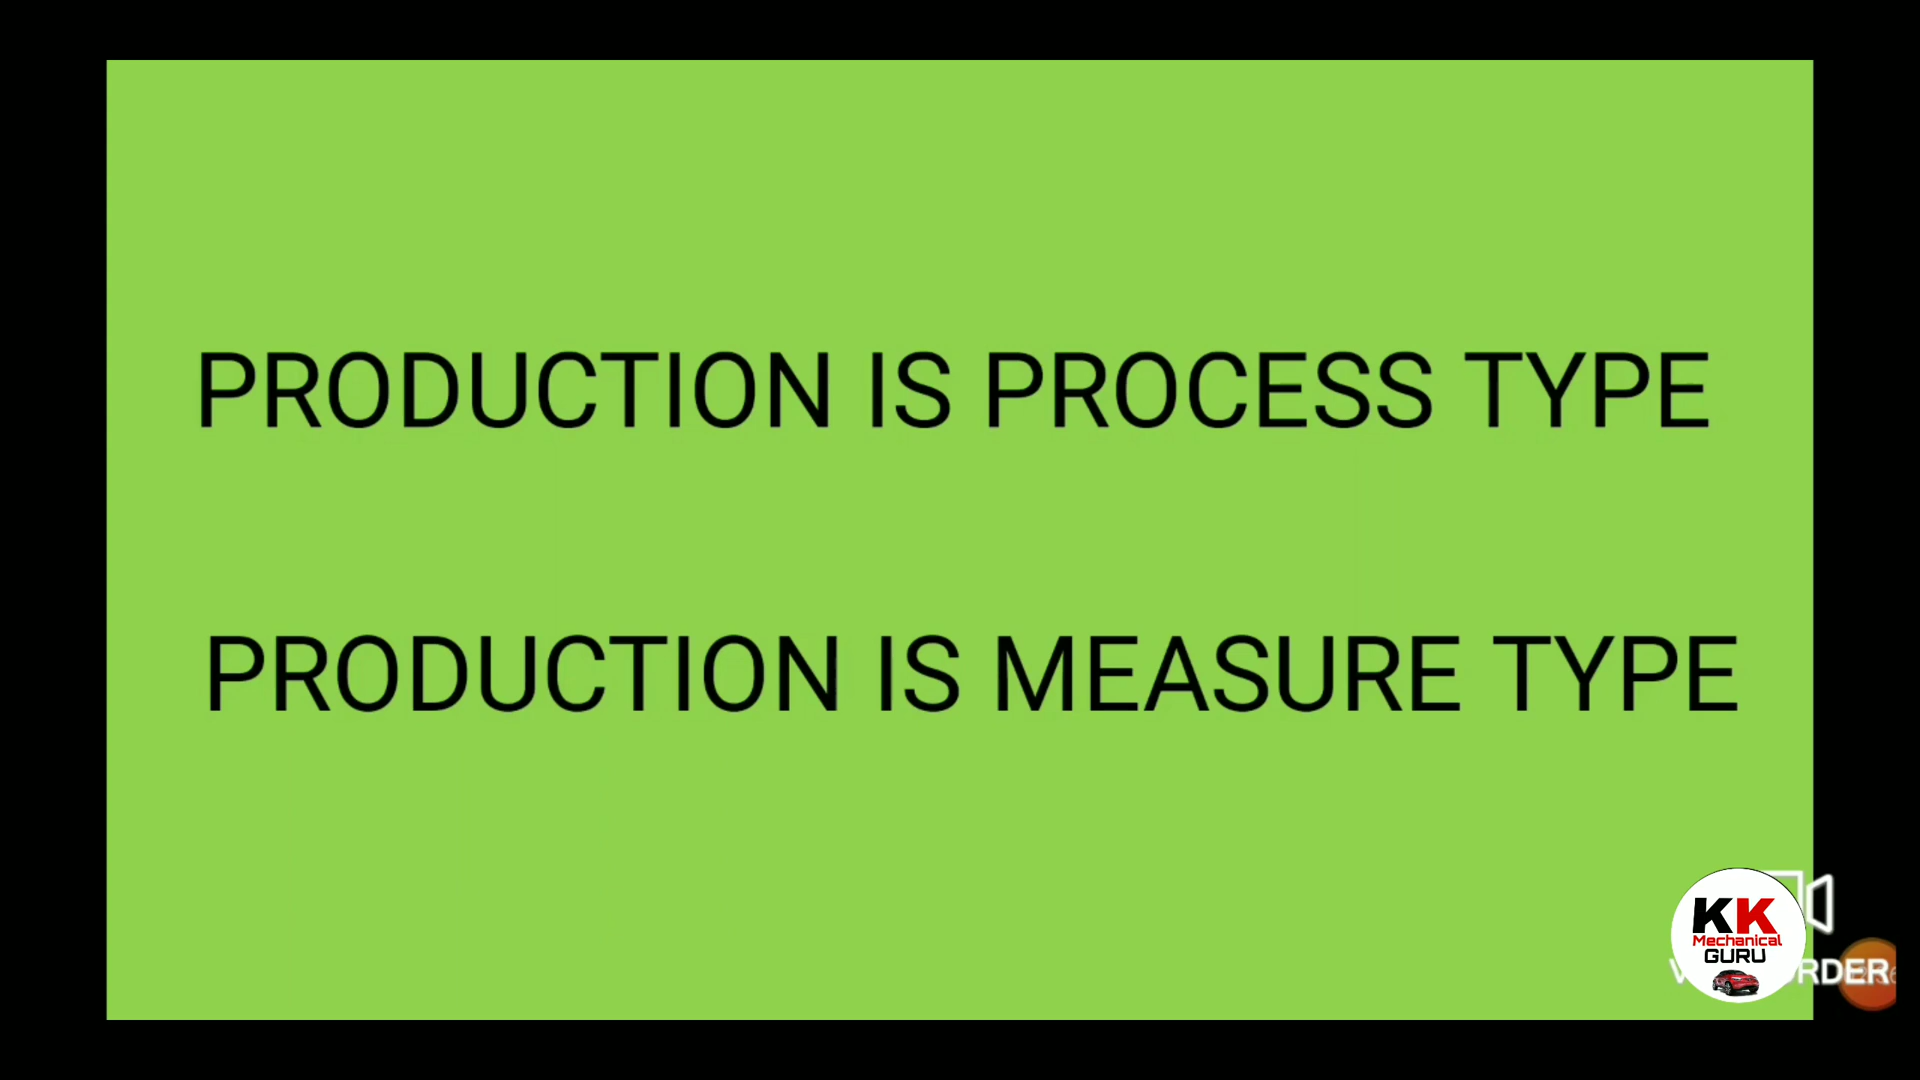 PRODUCTION IS PROCESS TYPE
PRODUCTION IS MEASURE TYPE
KK
Mechanical
GURU